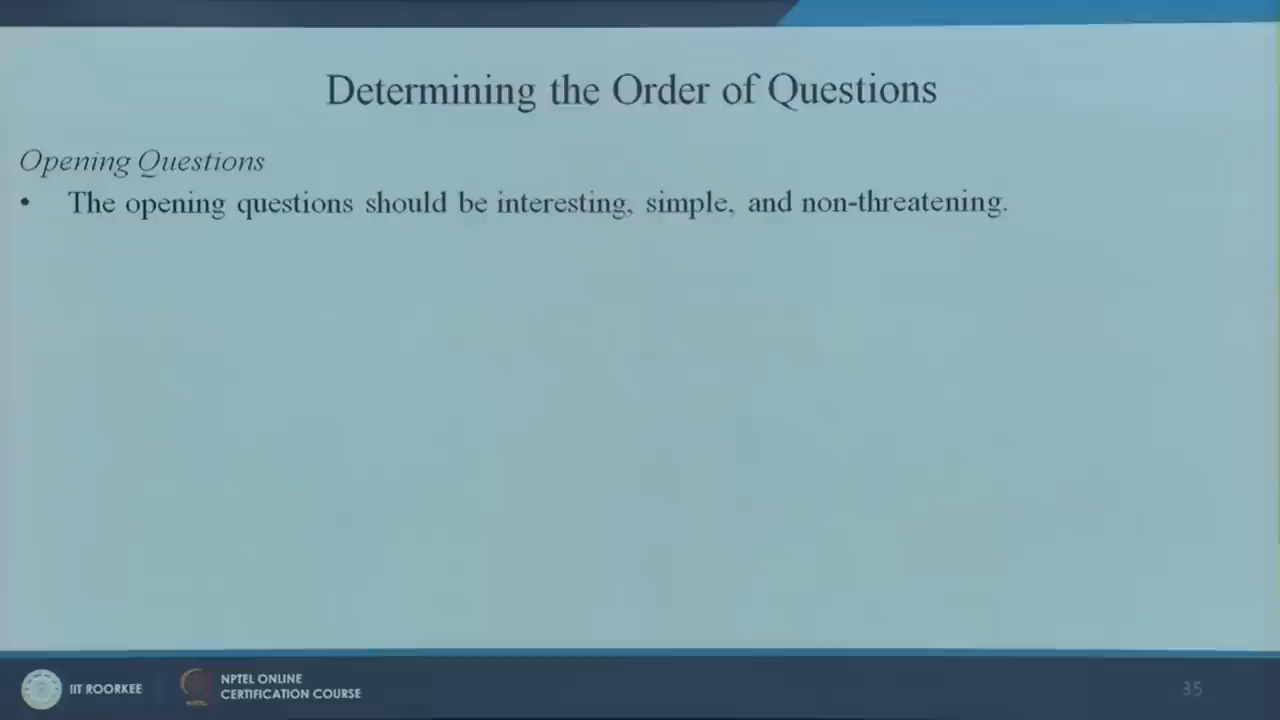 Determining the Order of Questions
Opening Questions
• The opening questions should be interesting, simple, and non-threatening.
IIT ROORKEE
NPTEL ONLINE
CERTIFICATION COURSE
35